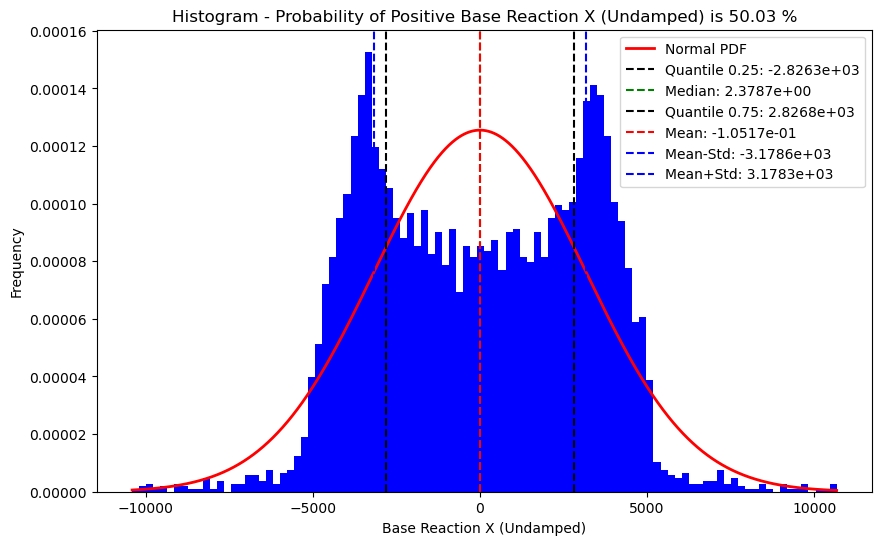 Histogram - Probability of Positive Base Reaction X (Undamped) is 50.03 %
0.00016
0.00014
0.00012
0.00010
0.00008
0.00006
0.00004
0.00002
0.00000
Frequency
Normal PDF
Quantile 0.25: -2.8263e+03
Median: 2.3787e+00
Quantile 0.75: 2.8268e+03
Mean: -1.0517e-01
Mean-Std: -3.1786e+03
Mean+Std: 3.1783e+03
−10000
−5000
0
5000
10000
Base Reaction X (Undamped)